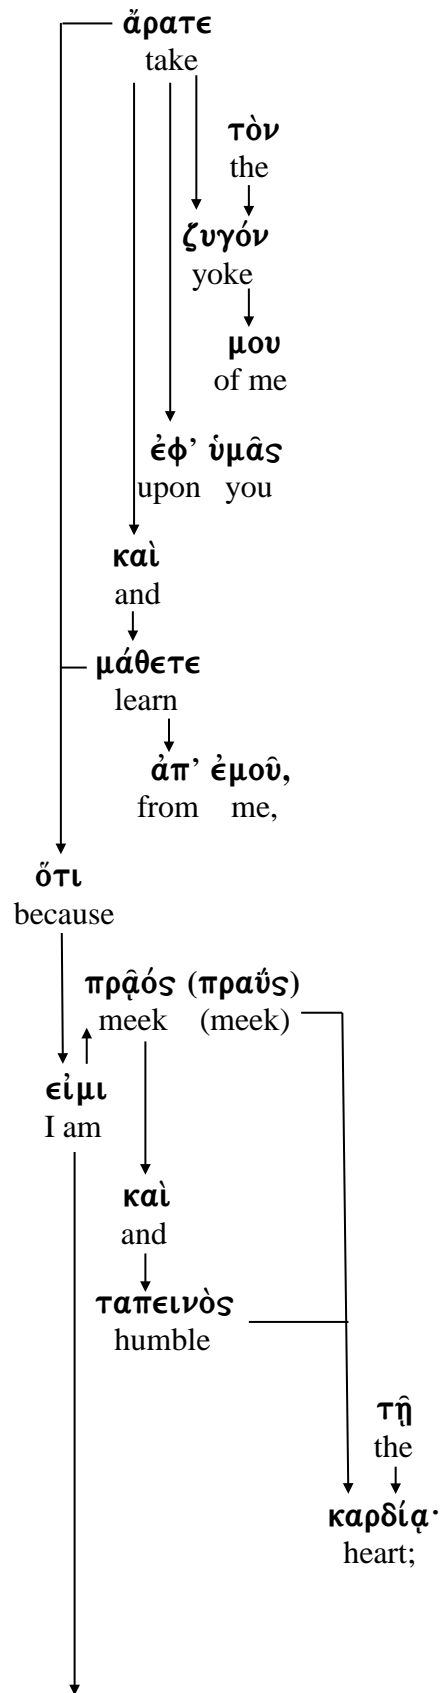 ἄρατε
take
τὸν
the
ζυγόν
yoke
μου
of me
ἐφ’ ὑμᾶς
upon you
καὶ
and
μάθετε
learn
ἀπ’ ἐμοῦ,
from me,
ὅτι
because
πρᾷός (πραΰς)
meek (meek)
εἰμι
I am
καὶ
and
ταπεινὸς
humble
τῇ
the
καρδίᾳ·
heart;